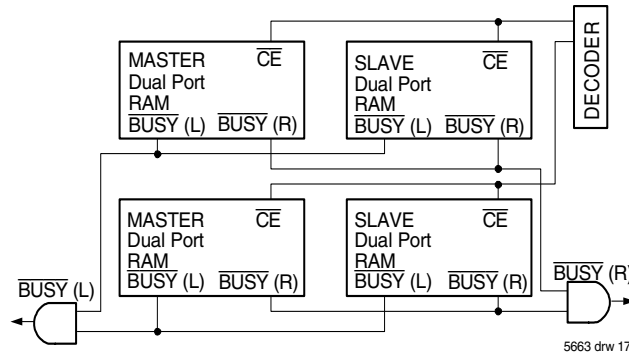 MASTER
Dual Port
RAM
CE
BUSY (L)
BUSY (R)
SLAVE
Dual Port
RAM
CE
BUSY (L)
BUSY (R)
DECODER
MASTER
Dual Port
RAM
CE
BUSY (L)
BUSY (R)
SLAVE
Dual Port
RAM
CE
BUSY (L)
BUSY (R)
BUSY (L)
BUSY (R)
5663 drw 17